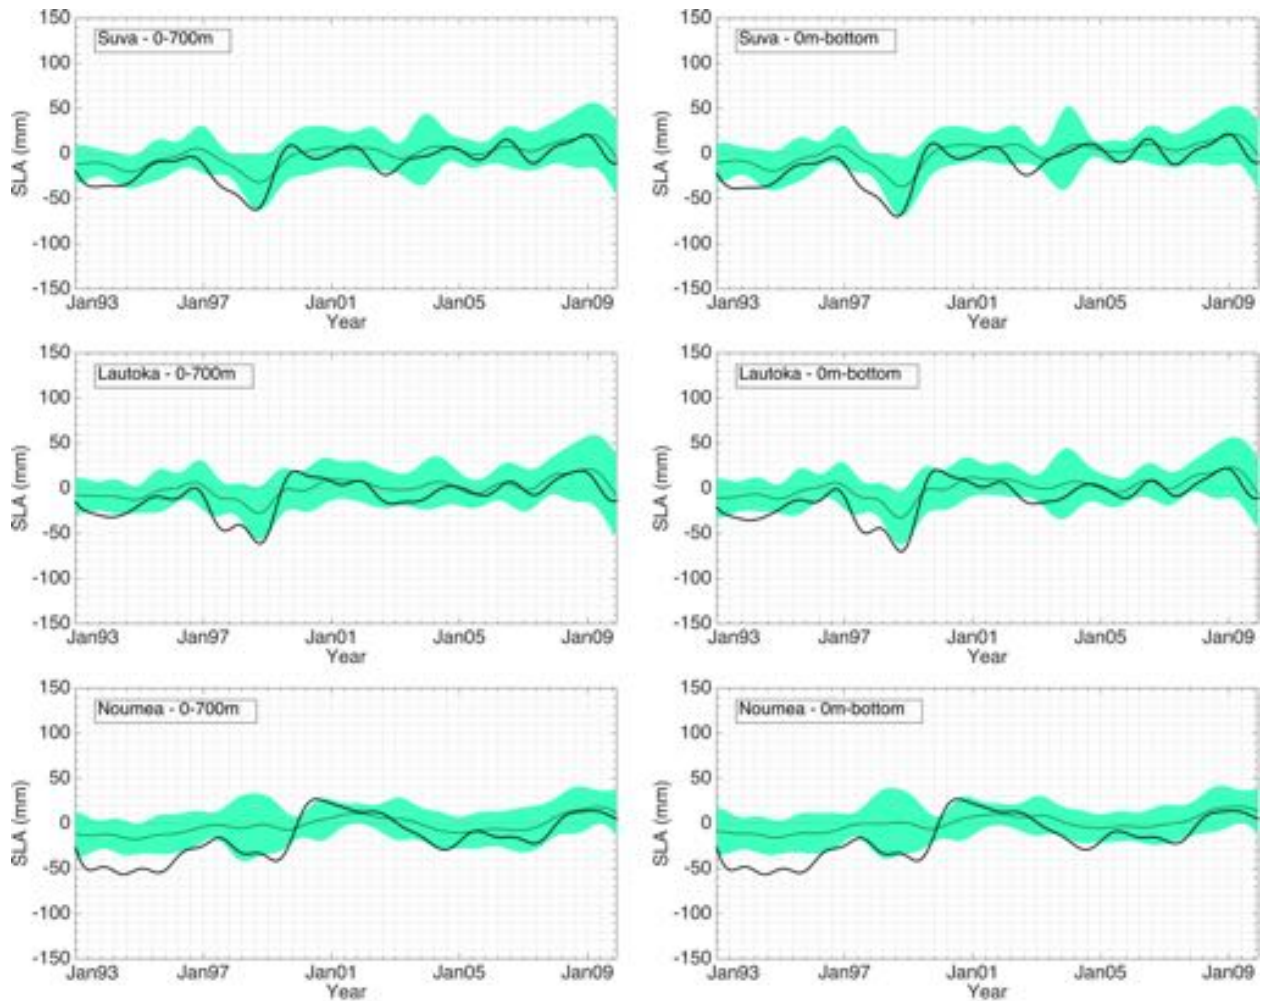 150
100
50
0
-50
-100
-150
SLA (mm)
Suva - 0-700m
Jan93 Jan97 Jan01 Jan05 Jan09
Year
150
100
50
0
-50
-100
-150
SLA (mm)
Suva - 0m-bottom
Jan93 Jan97 Jan01 Jan05 Jan09
Year
150
100
50
0
-50
-100
-150
SLA (mm)
Lautoka - 0-700m
Jan93 Jan97 Jan01 Jan05 Jan09
Year
150
100
50
0
-50
-100
-150
SLA (mm)
Lautoka - 0m-bottom
Jan93 Jan97 Jan01 Jan05 Jan09
Year
150
100
50
0
-50
-100
-150
SLA (mm)
Noumea - 0-700m
Jan93 Jan97 Jan01 Jan05 Jan09
Year
150
100
50
0
-50
-100
-150
SLA (mm)
Noumea - 0m-bottom
Jan93 Jan97 Jan01 Jan05 Jan09
Year